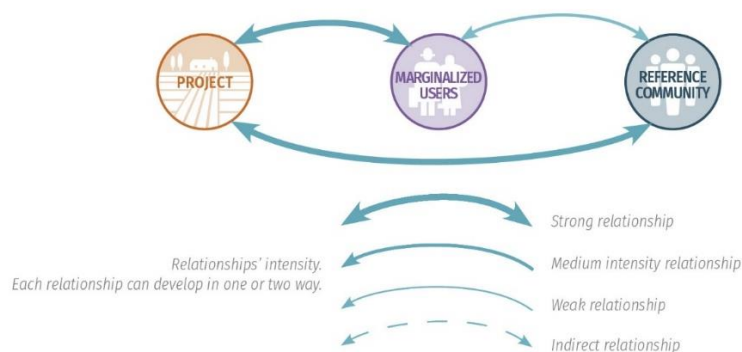 PROJECT
MARGINALIZED
USERS
REFERENCE
COMMUNITY
Strong relationship
Relationships’ intensity.
Each relationship can develop in one or two way.
Medium intensity relationship
Weak relationship
Indirect relationship